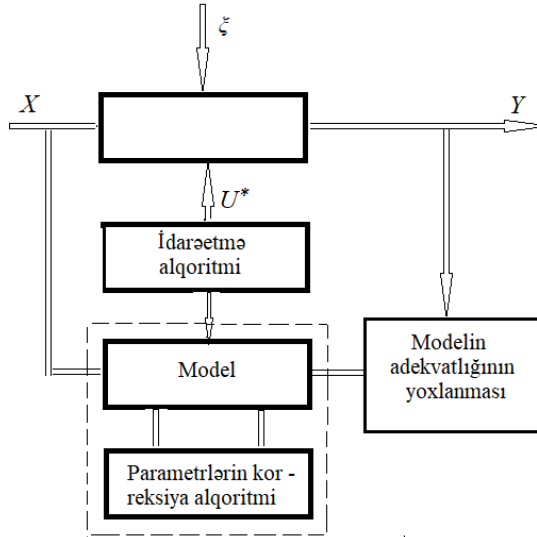 ξ
X
Y
U*
İdarəetmə
alqoritmi
Model
Modelin
adekvatlığının
yoxlanması
Parametrlərin kor -
reksiya alqoritmi